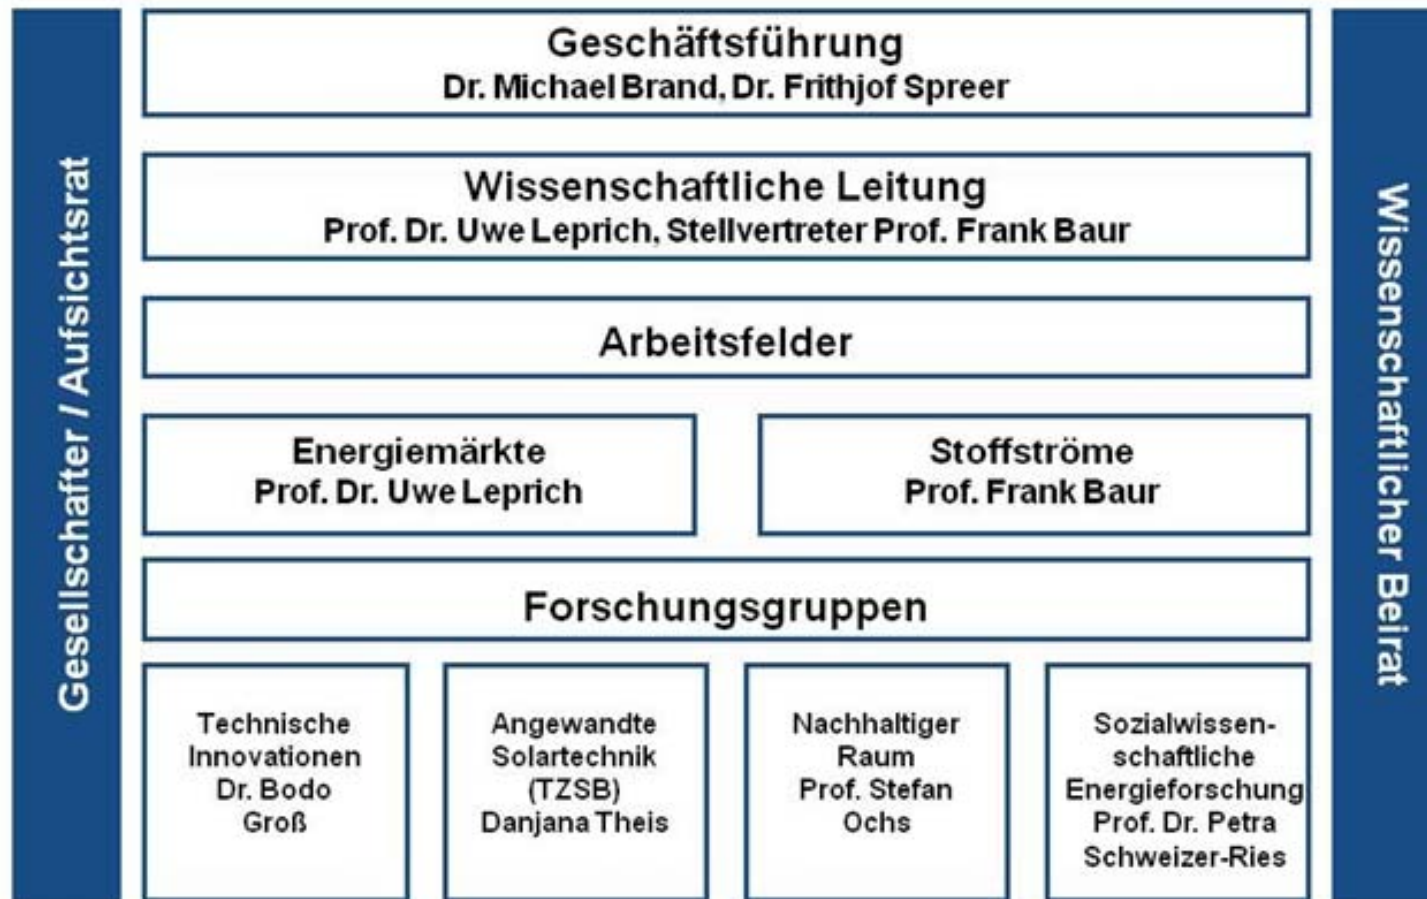 Gesellschafter / Aufsichtsrat
Geschäftsführung
Dr. Michael Brand, Dr. Frithjof Spreer
Wissenschaftliche Leitung
Prof. Dr. Uwe Leprich, Stellvertreter Prof. Frank Baur
Arbeitsfelder
Energiemärkte
Prof. Dr. Uwe Leprich
Stoffströme
Prof. Frank Baur
Forschungsgruppen
Technische
Innovationen
Dr. Bodo
Groß
Angewandte
Solartechnik
(TZSB)
Danjana Theis
Nachhaltiger
Raum
Prof. Stefan
Ochs
Sozialwissen-
schaftliche
Energieforschung
Prof. Dr. Petra
Schweizer-Ries
Wissenschaftlicher Beirat